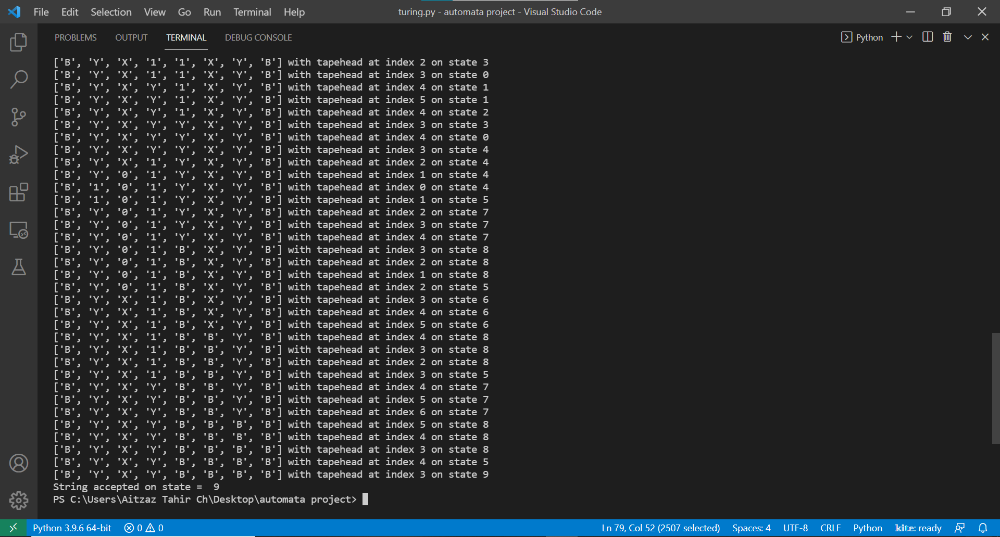 File Edit Selection View Go Run Terminal Help turing.py - automata project - Visual Studio Code
PROBLEMS OUTPUT TERMINAL DEBUG CONSOLE Python
['B', 'Y', 'X', '1', '1', 'X', 'Y', 'B'] with tapehead at index 2 on state 3
['B', 'Y', 'X', '1', '1', 'X', 'Y', 'B'] with tapehead at index 3 on state 0
['B', 'Y', 'X', 'Y', '1', 'X', 'Y', 'B'] with tapehead at index 4 on state 1
['B', 'Y', 'X', 'Y', '1', 'X', 'Y', 'B'] with tapehead at index 5 on state 1
['B', 'Y', 'X', 'Y', '1', 'X', 'Y', 'B'] with tapehead at index 4 on state 2
['B', 'Y', 'X', 'Y', 'Y', 'X', 'Y', 'B'] with tapehead at index 3 on state 3
['B', 'Y', 'X', 'Y', 'Y', 'X', 'Y', 'B'] with tapehead at index 4 on state 0
['B', 'Y', 'X', 'Y', 'Y', 'X', 'Y', 'B'] with tapehead at index 3 on state 4
['B', 'Y', 'X', '1', 'Y', 'X', 'Y', 'B'] with tapehead at index 2 on state 4
['B', 'Y', '0', '1', 'Y', 'X', 'Y', 'B'] with tapehead at index 1 on state 4
['B', '1', '0', '1', 'Y', 'X', 'Y', 'B'] with tapehead at index 0 on state 4
['B', '1', '0', '1', 'Y', 'X', 'Y', 'B'] with tapehead at index 1 on state 5
['B', 'Y', '0', '1', 'Y', 'X', 'Y', 'B'] with tapehead at index 2 on state 7
['B', 'Y', '0', '1', 'Y', 'X', 'Y', 'B'] with tapehead at index 3 on state 7
['B', 'Y', '0', '1', 'Y', 'X', 'Y', 'B'] with tapehead at index 4 on state 7
['B', 'Y', '0', '1', 'B', 'X', 'Y', 'B'] with tapehead at index 3 on state 8
['B', 'Y', '0', '1', 'B', 'X', 'Y', 'B'] with tapehead at index 2 on state 8
['B', 'Y', '0', '1', 'B', 'X', 'Y', 'B'] with tapehead at index 1 on state 8
['B', 'Y', '0', '1', 'B', 'X', 'Y', 'B'] with tapehead at index 2 on state 5
['B', 'Y', 'X', '1', 'B', 'X', 'Y', 'B'] with tapehead at index 3 on state 6
['B', 'Y', 'X', '1', 'B', 'X', 'Y', 'B'] with tapehead at index 4 on state 6
['B', 'Y', 'X', '1', 'B', 'X', 'Y', 'B'] with tapehead at index 5 on state 6
['B', 'Y', 'X', '1', 'B', 'B', 'Y', 'B'] with tapehead at index 4 on state 8
['B', 'Y', 'X', '1', 'B', 'B', 'Y', 'B'] with tapehead at index 3 on state 8
['B', 'Y', 'X', '1', 'B', 'B', 'Y', 'B'] with tapehead at index 2 on state 8
['B', 'Y', 'X', '1', 'B', 'B', 'Y', 'B'] with tapehead at index 3 on state 5
['B', 'Y', 'X', 'Y', 'B', 'B', 'Y', 'B'] with tapehead at index 4 on state 7
['B', 'Y', 'X', 'Y', 'B', 'B', 'Y', 'B'] with tapehead at index 5 on state 7
['B', 'Y', 'X', 'Y', 'B', 'B', 'Y', 'B'] with tapehead at index 6 on state 7
['B', 'Y', 'X', 'Y', 'B', 'B', 'B', 'B'] with tapehead at index 5 on state 8
['B', 'Y', 'X', 'Y', 'B', 'B', 'B', 'B'] with tapehead at index 4 on state 8
['B', 'Y', 'X', 'Y', 'B', 'B', 'B', 'B'] with tapehead at index 3 on state 8
['B', 'Y', 'X', 'Y', 'B', 'B', 'B', 'B'] with tapehead at index 4 on state 5
['B', 'Y', 'X', 'Y', 'B', 'B', 'B', 'B'] with tapehead at index 3 on state 9
String accepted on state =  9
PS C:\Users\Aitzaz Tahir Ch\Desktop\automata project>
Python 3.9.6 64-bit 0 0 Ln 79, Col 52 (2507 selected) Spaces: 4 UTF-8 CRLF Python kite: ready